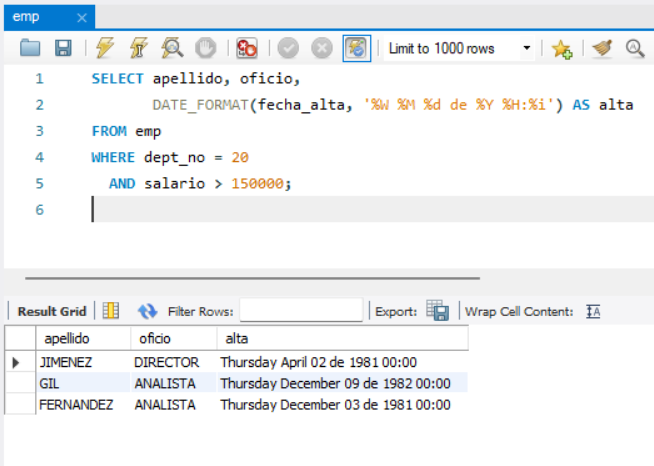 emp
Limit to 1000 rows
1 SELECT apellido, oficio,
2 DATE_FORMAT(fecha_alta, '%W %M %d de %Y %H:%i') AS alta
3 FROM emp
4 WHERE dept_no = 20
5 AND salario > 150000;
6
Result Grid Filter Rows: Export: Wrap Cell Content:
apellido oficio alta
JIMENEZ DIRECTOR Thursday April 02 de 1981 00:00
GIL ANALISTA Thursday December 09 de 1982 00:00
FERNANDEZ ANALISTA Thursday December 03 de 1981 00:00